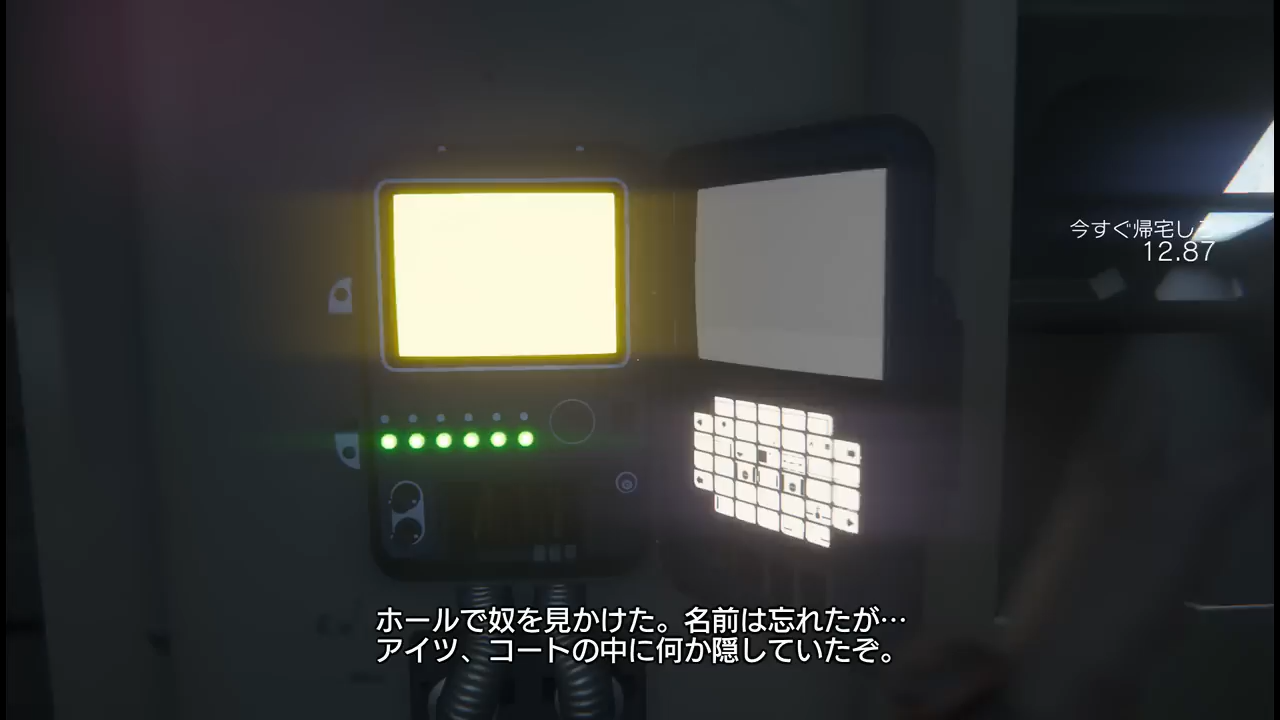 今すぐ帰宅しろ
12.87
ホールで奴を見かけた。名前は忘れたが…
アイツ、コートの中に何か隠していたぞ。